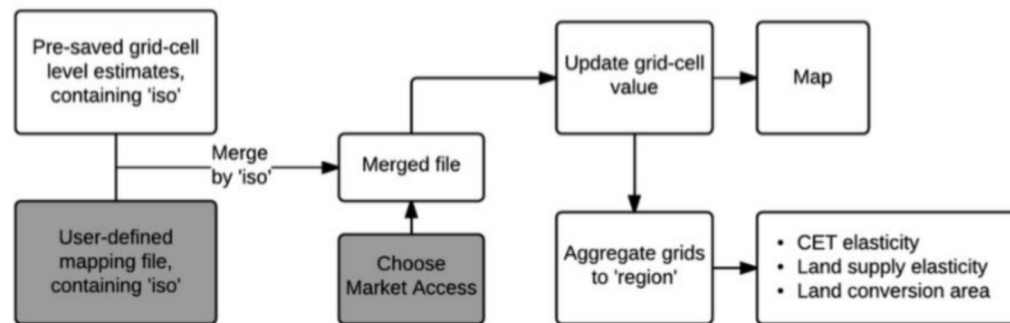 Pre-saved grid-cell
level estimates,
containing 'iso'
User-defined
mapping file,
containing 'iso'
Merge
by 'iso'
Merged file
Choose
Market Access
Update grid-cell
value
Map
Aggregate grids
to 'region'
• CET elasticity
• Land supply elasticity
• Land conversion area